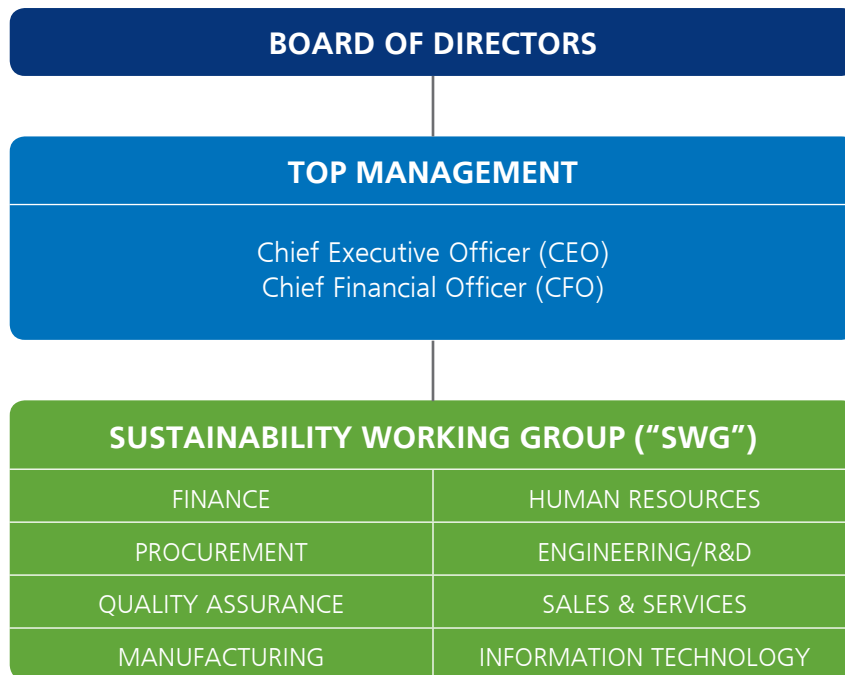 BOARD OF DIRECTORS
TOP MANAGEMENT
Chief Executive Officer (CEO)
Chief Financial Officer (CFO)
SUSTAINABILITY WORKING GROUP (“SWG”)
FINANCE
HUMAN RESOURCES
PROCUREMENT
ENGINEERING/R&D
QUALITY ASSURANCE
SALES & SERVICES
MANUFACTURING
INFORMATION TECHNOLOGY